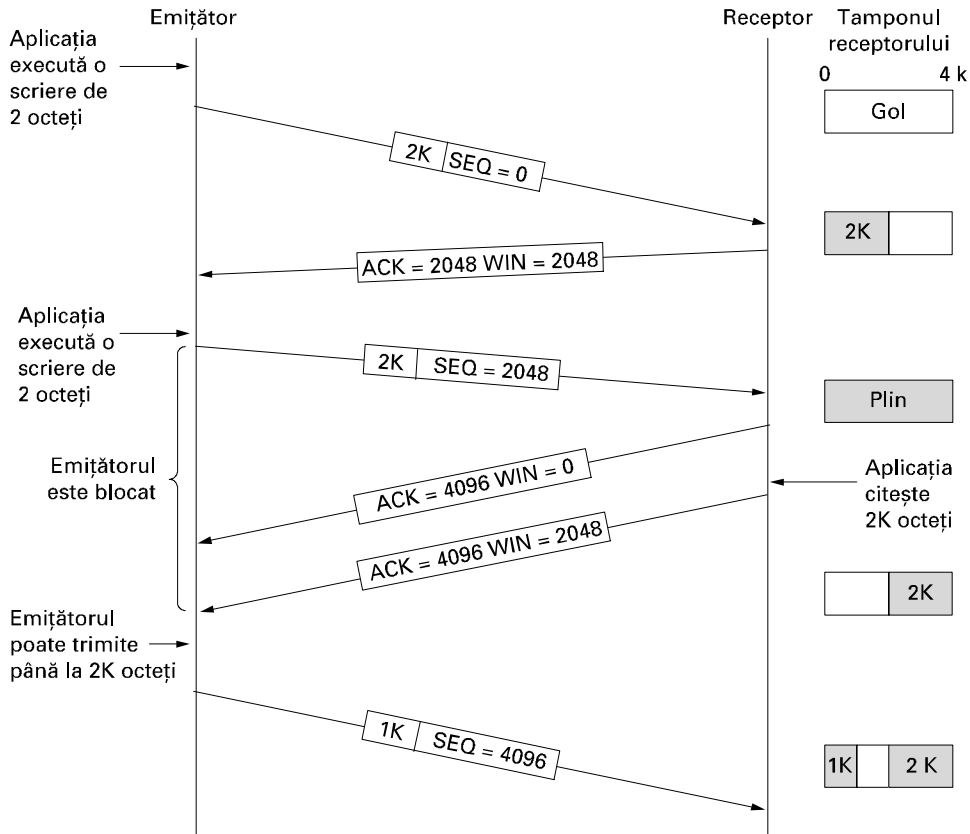 Emițător
Receptor
Tamponul
receptorului
Aplicația
execută o
scriere de
2 octeți
0
4 k
Gol
2K
SEQ = 0
2K
ACK = 2048 WIN = 2048
Aplicația
execută o
scriere de
2 octeți
2K
SEQ = 2048
Plin
Emițătorul
este blocat
ACK = 4096 WIN = 0
Aplicația
citește
2K octeți
ACK = 4096 WIN = 2048
2K
Emițătorul
poate trimite
până la 2K octeți
1K
SEQ = 4096
1K
2 K